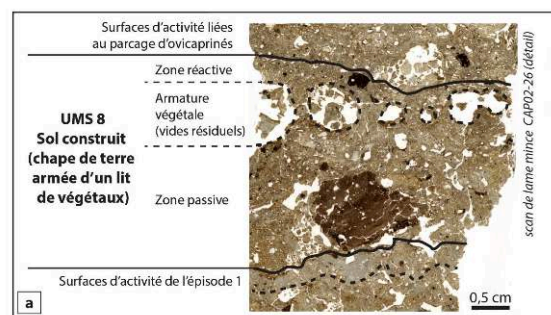 Surfaces d'activité liées
au parcage d'ovicaprinés
Zone réactive
Armature
végétale
(vides résiduels)
UMS 8
Sol construit
(chape de terre
armée d'un lit
de végétaux)
Zone passive
Surfaces d'activité de l'épisode 1
a
0,5 cm
scan de lame mince CAP02-26 (détail)